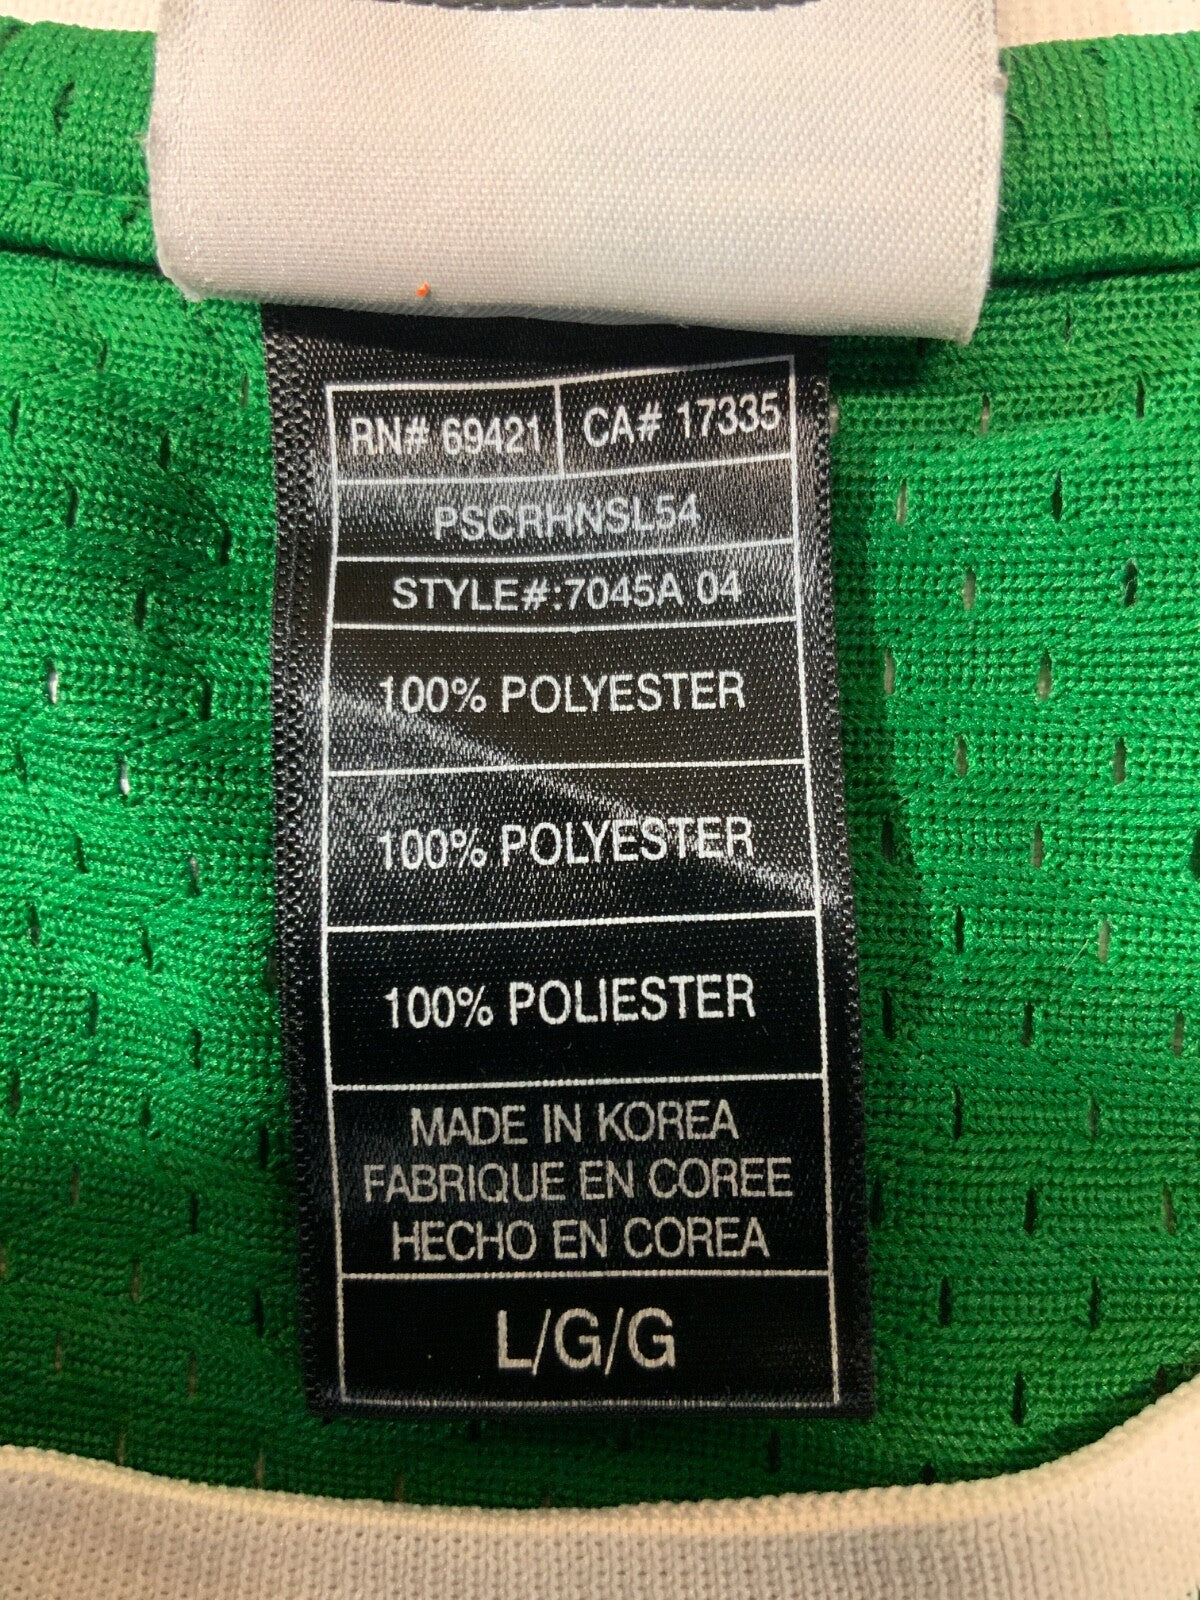 RN# 69421 CA# 17335
PSCRHNSL54
STYLE#:7045A 04
100% POLYESTER
100% POLYESTER
100% POLIESTER
MADE IN KOREA
FABRIQUE EN COREE
HECHO EN COREA
L/G/G